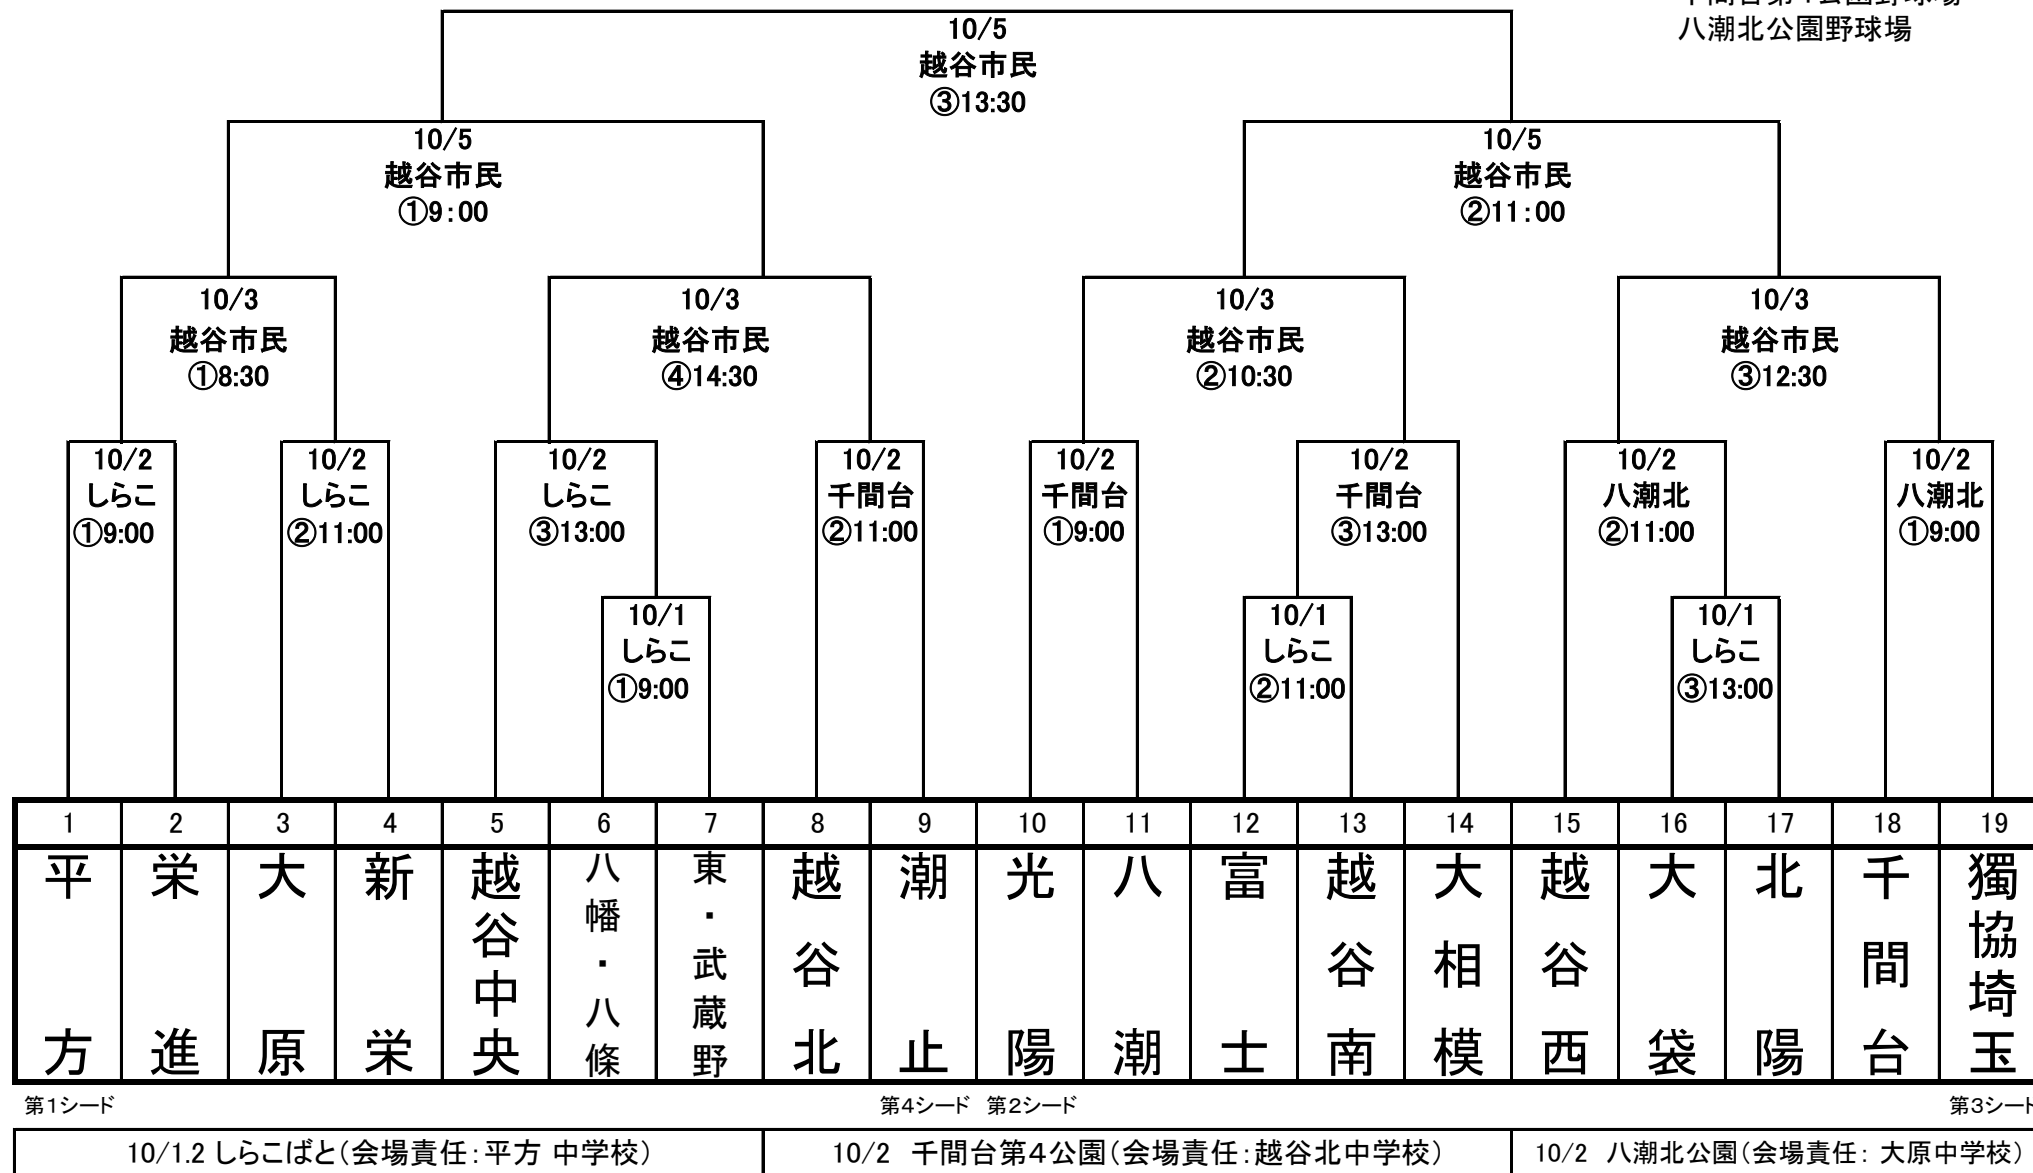 八潮北公園野球場
10/5
越谷市民
③13:30
10/5
越谷市民
①9:00
10/5
越谷市民
②11:00
10/3
越谷市民
①8:30
10/3
越谷市民
④14:30
10/3
越谷市民
②10:30
10/3
越谷市民
③12:30
10/2
しらこ
①9:00
10/2
しらこ
②11:00
10/2
しらこ
③13:00
10/2
千間台
②11:00
10/2
千間台
①9:00
10/2
千間台
③13:00
10/2
八潮北
②11:00
10/2
八潮北
①9:00
10/1
しらこ
①9:00
10/1
しらこ
②11:00
10/1
しらこ
③13:00
1 2 3 4 5 6 7 8 9 10 11 12 13 14 15 16 17 18 19
平方
栄進
大原
新栄
越谷中央
八幡・八條
東・武蔵野
越谷北
潮止
光陽
八潮
富士
越谷南
大相模
越谷西
大袋
北陽
千間台
獨協埼玉
第1シード 第4シード 第2シード 第3シード
10/1.2 しらこばと(会場責任:平方 中学校)
10/2 千間台第4公園(会場責任:越谷北中学校)
10/2 八潮北公園(会場責任: 大原中学校)